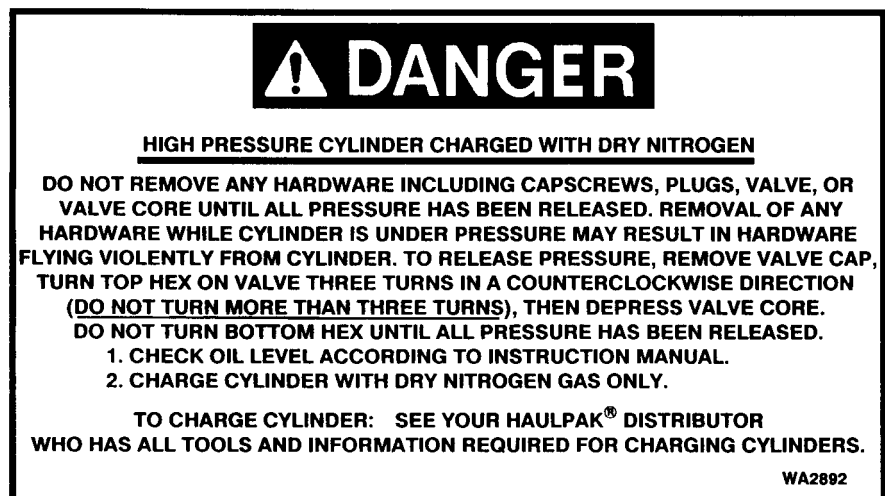 DANGER
HIGH PRESSURE CYLINDER CHARGED WITH DRY NITROGEN
DO NOT REMOVE ANY HARDWARE INCLUDING CAPSCREWS, PLUGS, VALVE, OR
VALVE CORE UNTIL ALL PRESSURE HAS BEEN RELEASED. REMOVAL OF ANY
HARDWARE WHILE CYLINDER IS UNDER PRESSURE MAY RESULT IN HARDWARE
FLYING VIOLENTLY FROM CYLINDER. TO RELEASE PRESSURE, REMOVE VALVE CAP,
TURN TOP HEX ON VALVE THREE TURNS IN A COUNTERCLOCKWISE DIRECTION
(DO NOT TURN MORE THAN THREE TURNS), THEN DEPRESS VALVE CORE.
DO NOT TURN BOTTOM HEX UNTIL ALL PRESSURE HAS BEEN RELEASED.
1. CHECK OIL LEVEL ACCORDING TO INSTRUCTION MANUAL.
2. CHARGE CYLINDER WITH DRY NITROGEN GAS ONLY.
TO CHARGE CYLINDER: SEE YOUR HAULPAK® DISTRIBUTOR
WHO HAS ALL TOOLS AND INFORMATION REQUIRED FOR CHARGING CYLINDERS.
WA2892